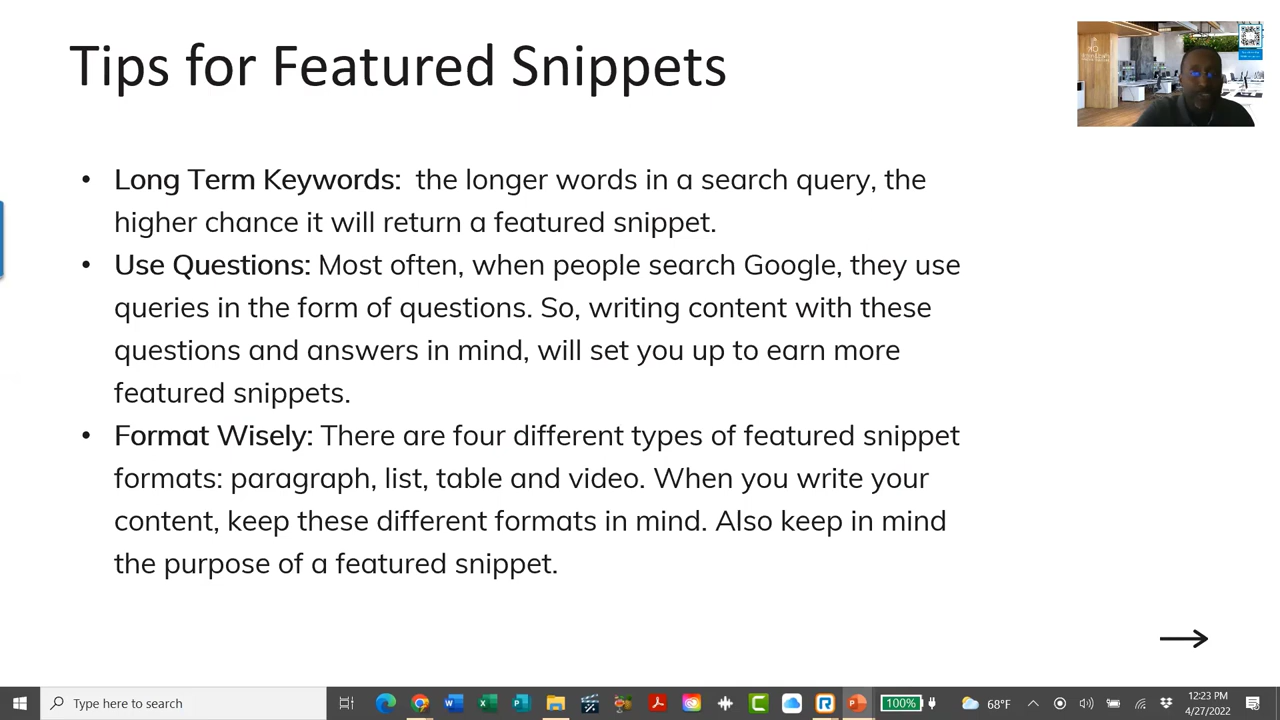 Tips for Featured Snippets
• Long Term Keywords: the longer words in a search query, the
higher chance it will return a featured snippet.
• Use Questions: Most often, when people search Google, they use
queries in the form of questions. So, writing content with these
questions and answers in mind, will set you up to earn more
featured snippets.
• Format Wisely: There are four different types of featured snippet
formats: paragraph, list, table and video. When you write your
content, keep these different formats in mind. Also keep in mind
the purpose of a featured snippet.
Type here to search
100%
68°F
12:23 PM
4/27/2022